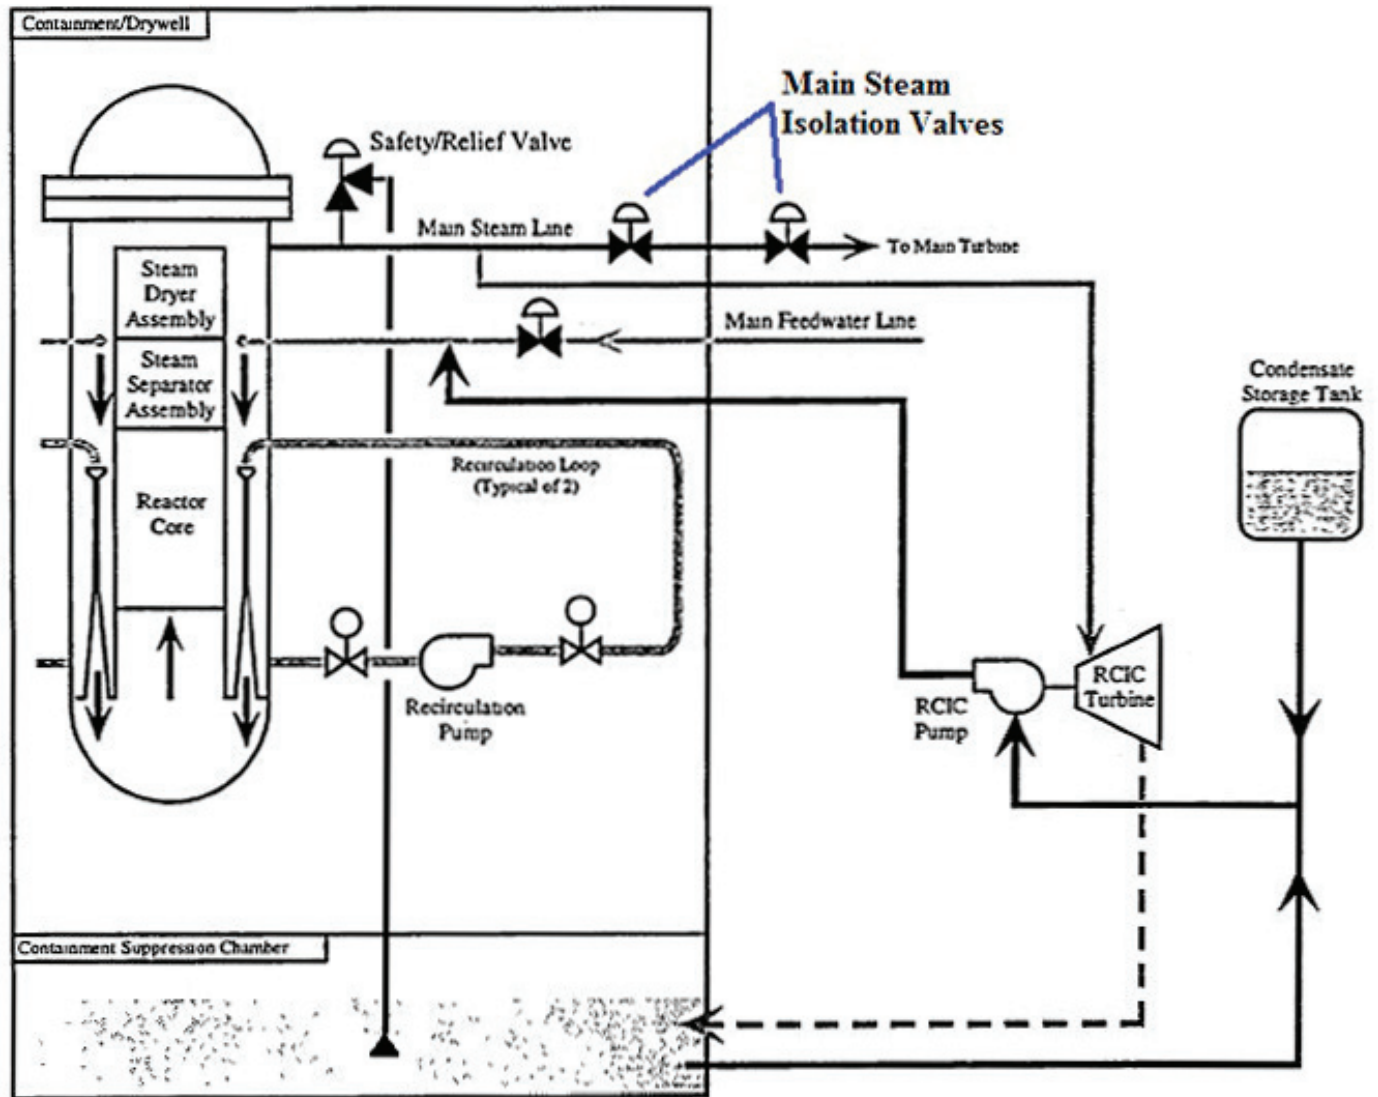 Containment/Drywell
Main Steam
Isolation Valves
Safety/Relief Valve
Main Steam Line
To Main Turbine
Steam
Dryer
Assembly
Main Feedwater Line
Steam
Separator
Assembly
Condensate
Storage Tank
Recirculation Loop
(Typical of 2)
Reactor
Core
RCIC
Turbine
RCIC
Pump
Recirculation
Pump
Containment Suppression Chamber